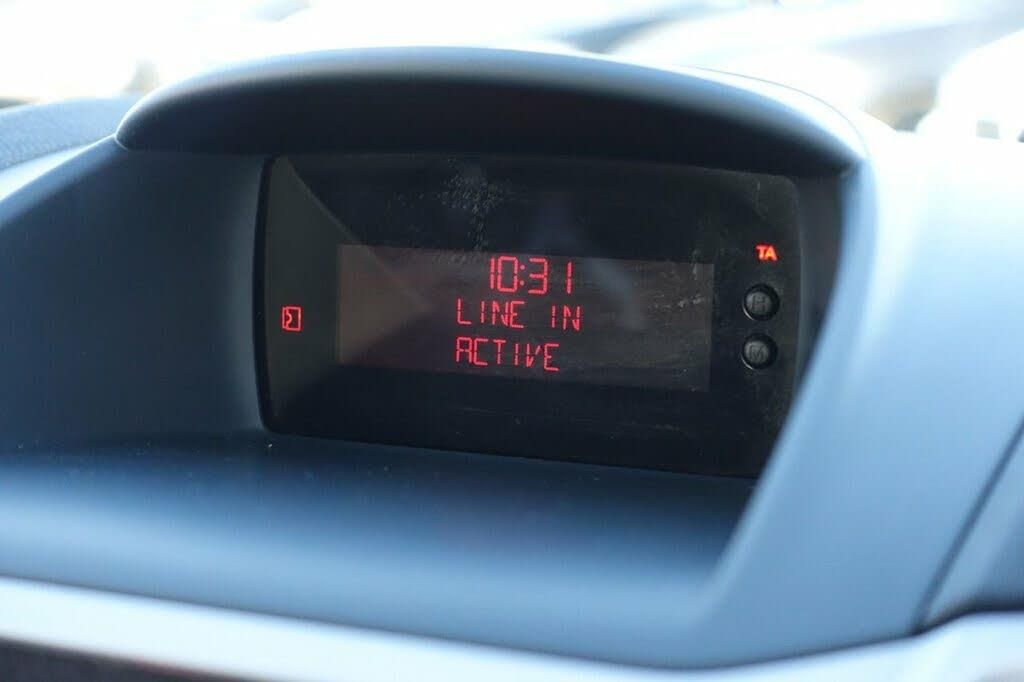 10:31
LINE IN
ACTIVE
TA
H
M